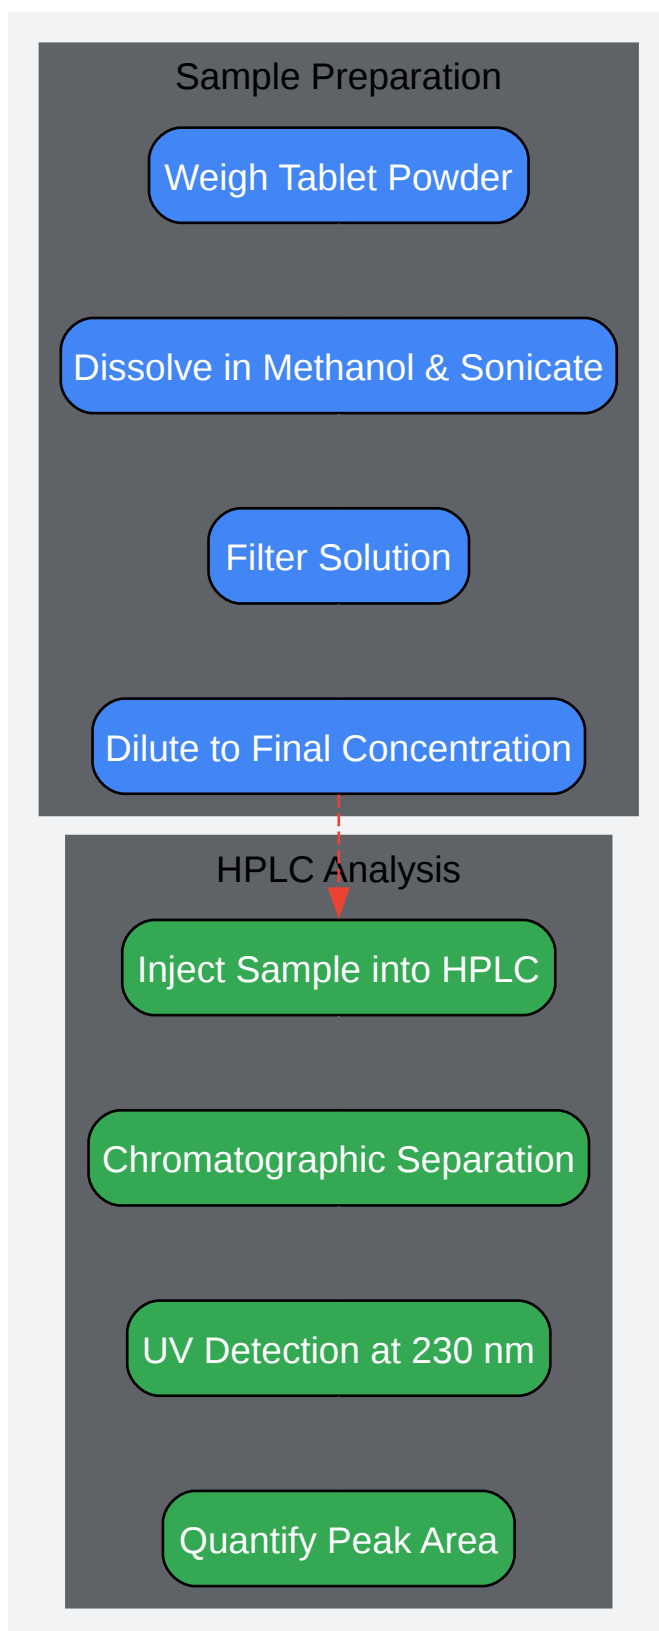 Sample Preparation
Weigh Tablet Powder
Dissolve in Methanol & Sonicate
Filter Solution
Dilute to Final Concentration
HPLC Analysis
Inject Sample into HPLC
Chromatographic Separation
UV Detection at 230 nm
Quantify Peak Area